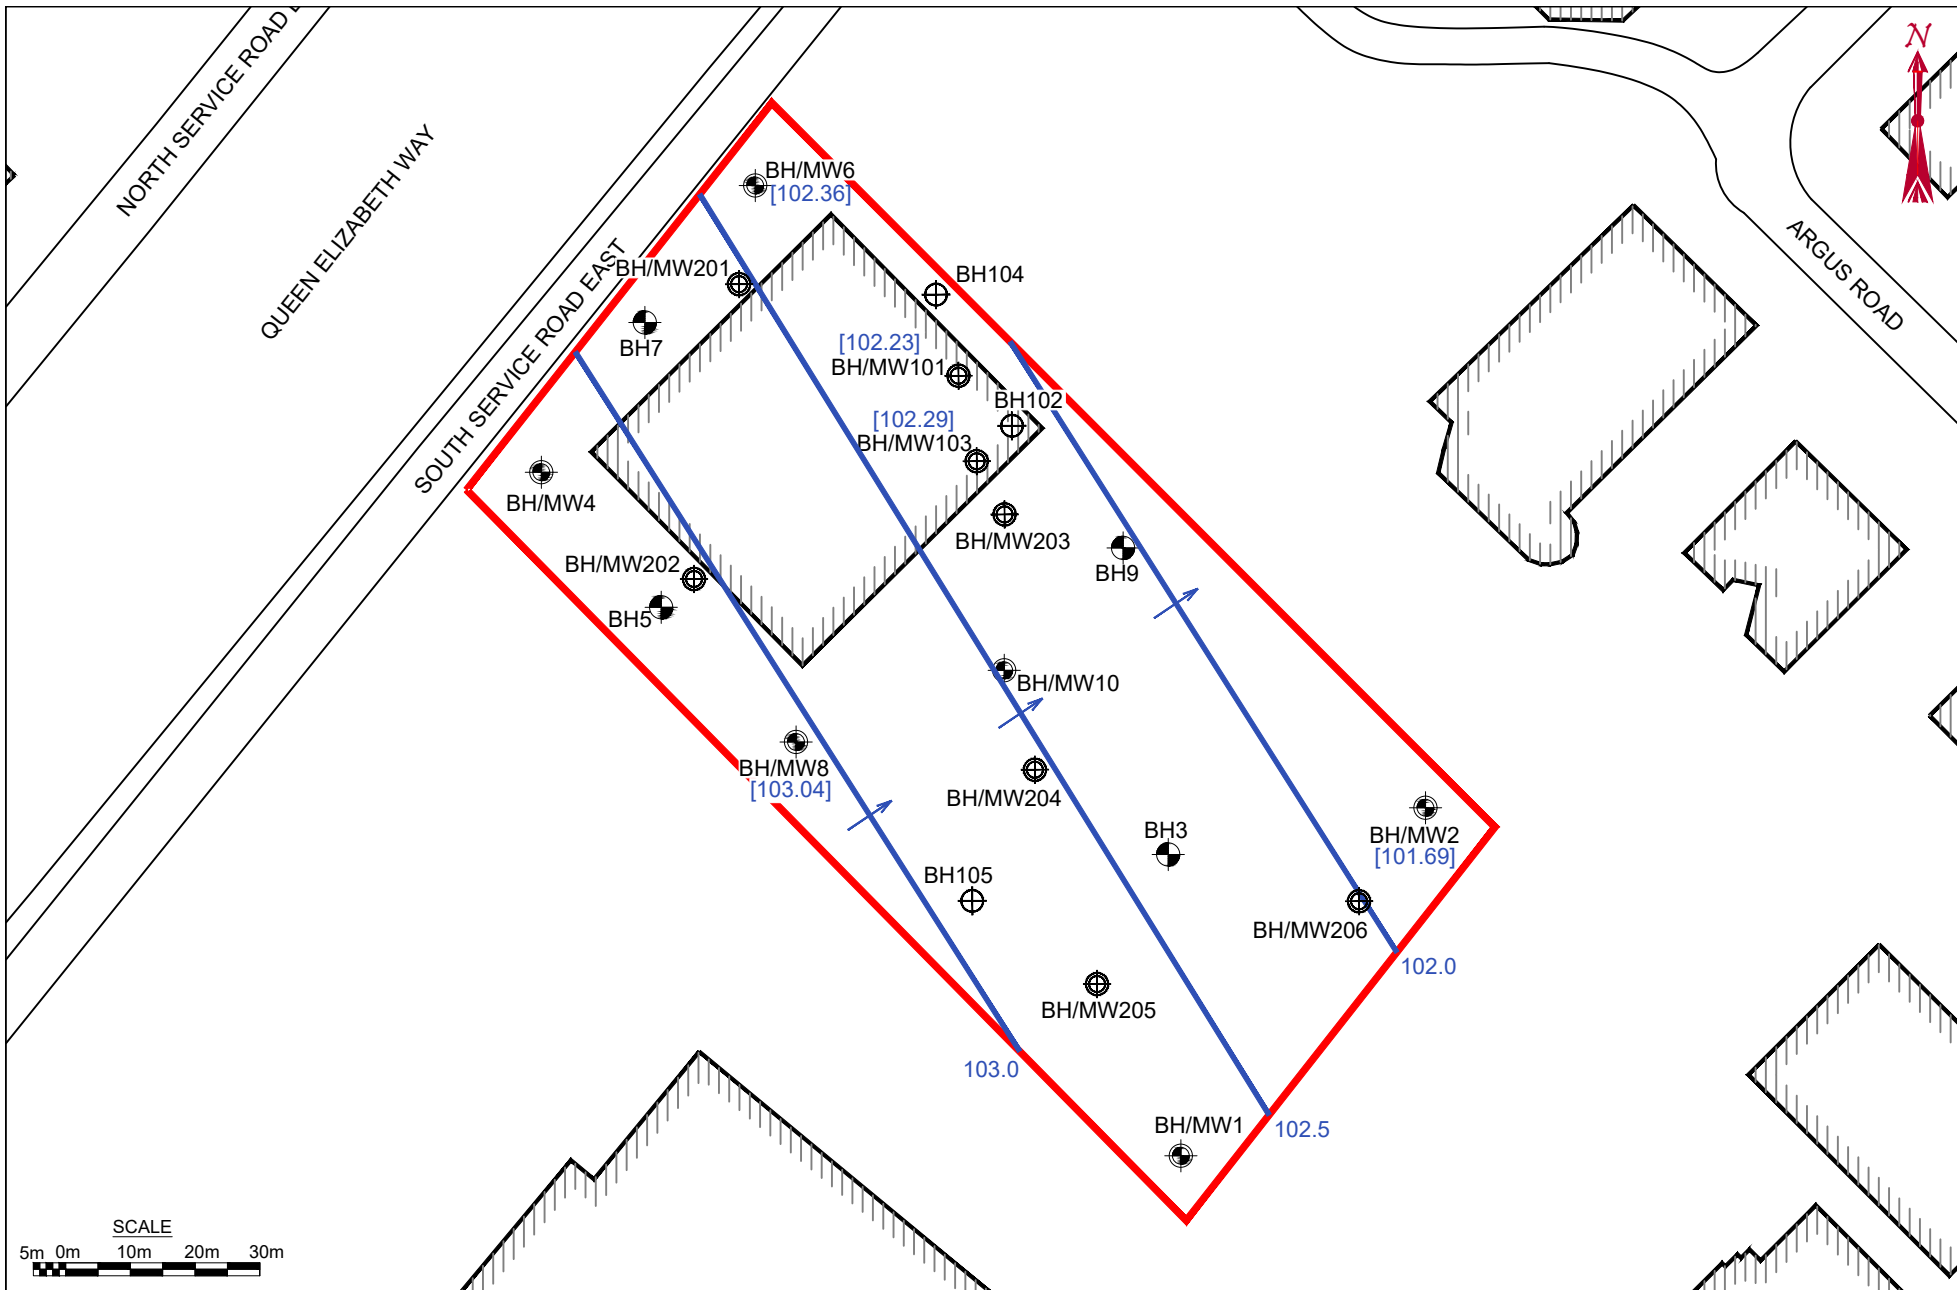 N
NORTH SERVICE ROAD
QUEEN ELIZABETH WAY
SOUTH SERVICE ROAD EAST
ARGUS ROAD
BH/MW6
[102.36]
BH/MW201
BH104
BH7
[102.23]
BH/MW101
BH102
[102.29]
BH/MW103
BH/MW4
BH/MW203
BH/MW202
BH9
BH5
BH/MW10
BH/MW8
[103.04]
BH/MW204
BH3
BH/MW2
[101.69]
BH105
BH/MW206
102.0
BH/MW205
103.0
BH/MW1
102.5
SCALE
5m 0m 10m 20m 30m